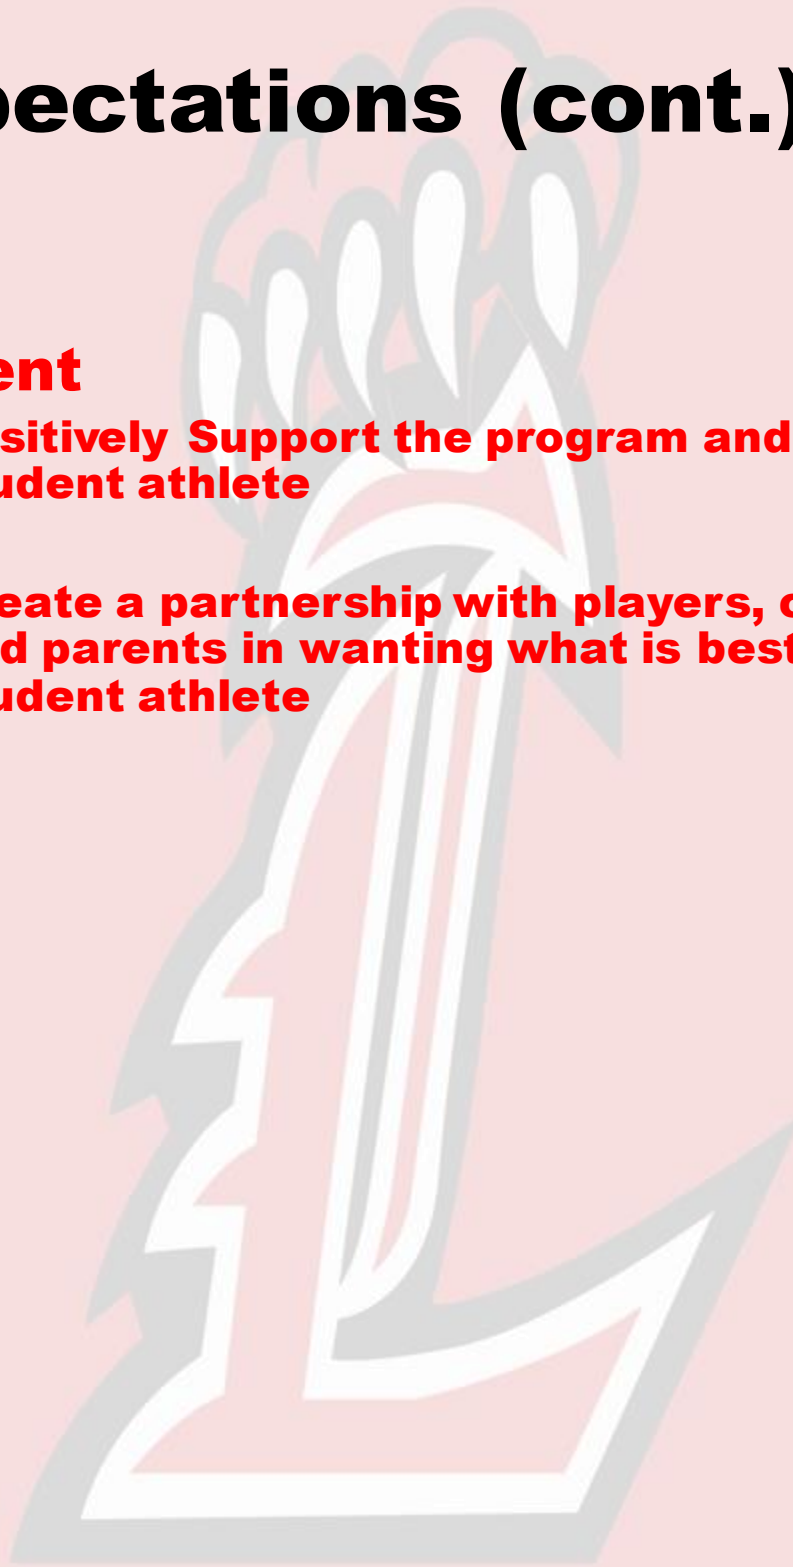 pectations (cont.)
ent
sitively Support the program and
udent athlete
eate a partnership with players, c
d parents in wanting what is best
udent athlete